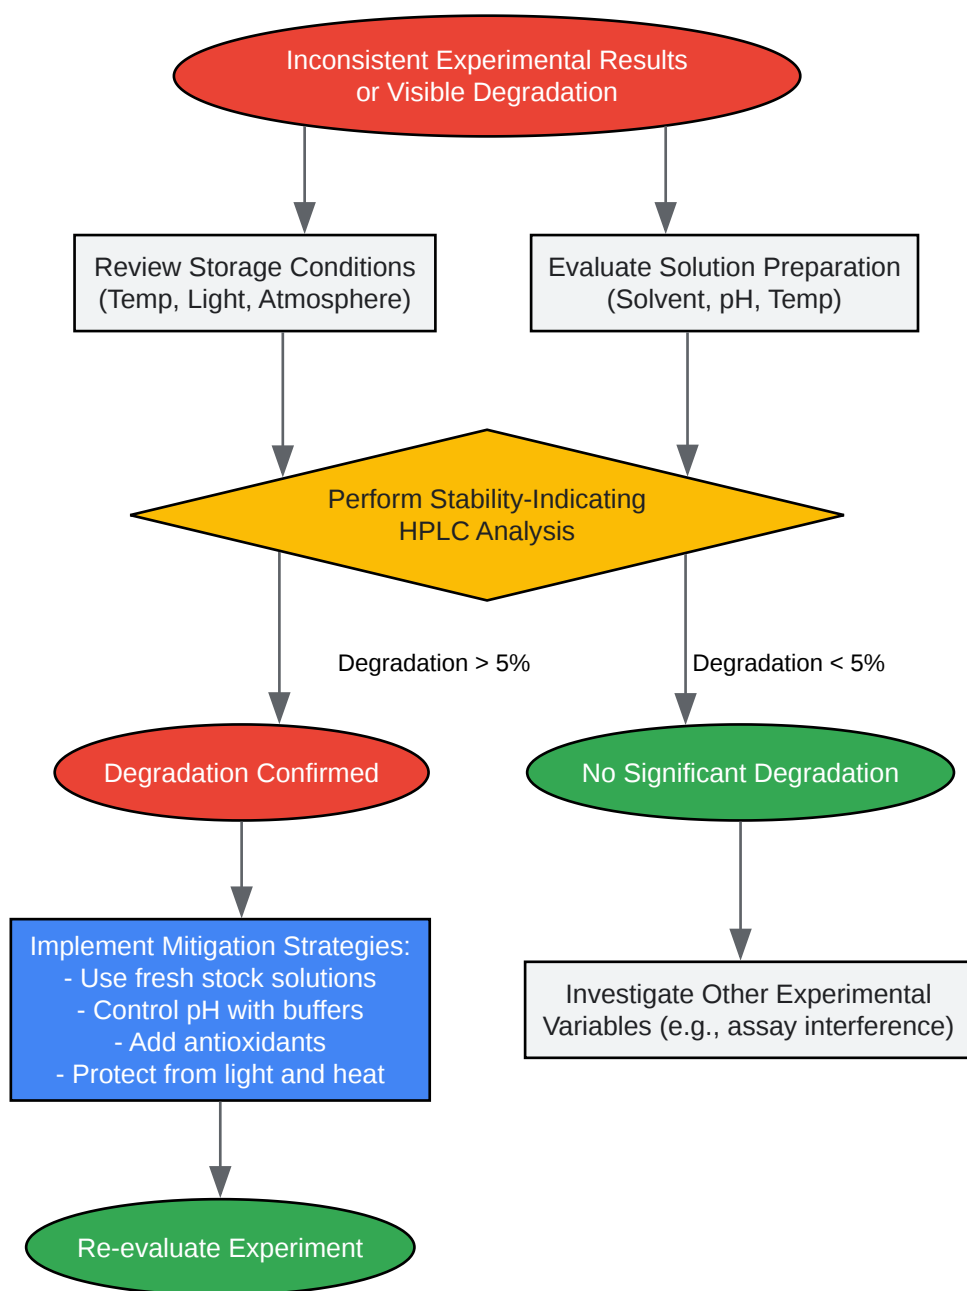 Inconsistent Experimental Results
or Visible Degradation
Review Storage Conditions
(Temp, Light, Atmosphere)
Evaluate Solution Preparation
(Solvent, pH, Temp)
Perform Stability-Indicating
HPLC Analysis
Degradation > 5%
Degradation < 5%
Degradation Confirmed
No Significant Degradation
Implement Mitigation Strategies:
- Use fresh stock solutions
- Control pH with buffers
- Add antioxidants
- Protect from light and heat
Investigate Other Experimental
Variables (e.g., assay interference)
Re-evaluate Experiment